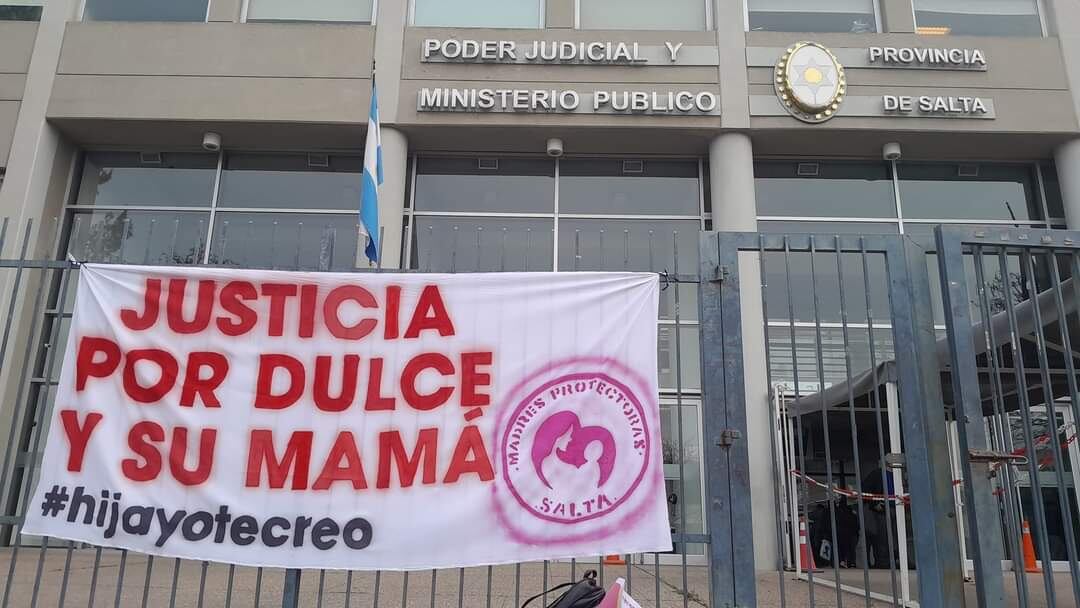 PODER JUDICIAL Y
MINISTERIO PUBLICO
PROVINCIA
DE SALTA
JUSTICIA
POR DULCE
Y SU MAMÁ
#hijayotecreo
MADRES PROTECTORAS
SALTA